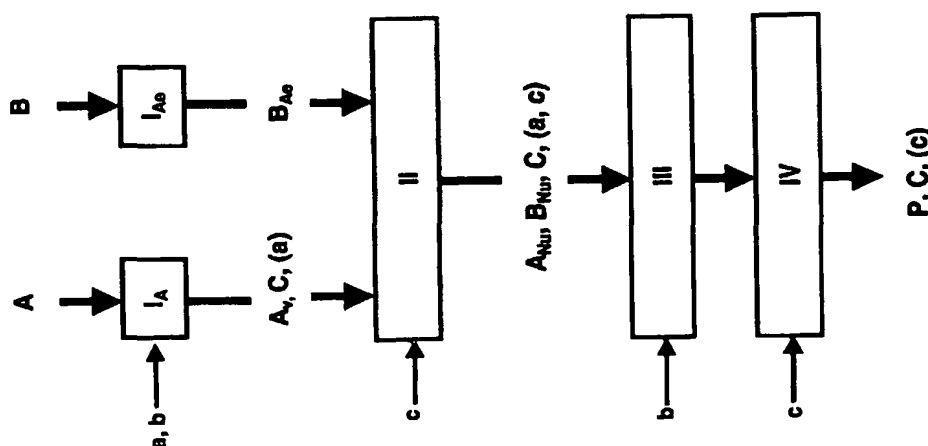 A
B
a, b
I_A
I_Ae
A_v, C, (a)
B_Ae
c
II
A_Nu, B_Nu, C, (a, c)
b
III
c
IV
P, C, (c)